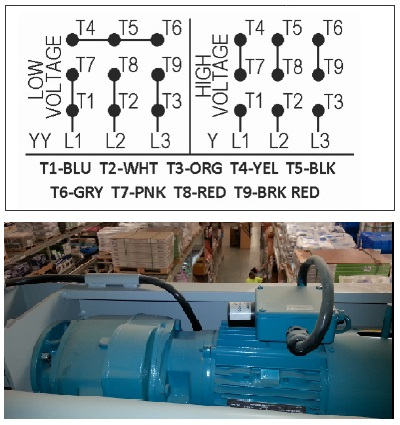 LOW VOLTAGE
T4 T5 T6
T7 T8 T9
T1 T2 T3
YY L1 L2 L3
HIGH VOLTAGE
T4 T5 T6
T7 T8 T9
T1 T2 T3
Y L1 L2 L3
T1-BLU T2-WHT T3-ORG T4-YEL T5-BLK
T6-GRY T7-PNK T8-RED T9-BRK RED